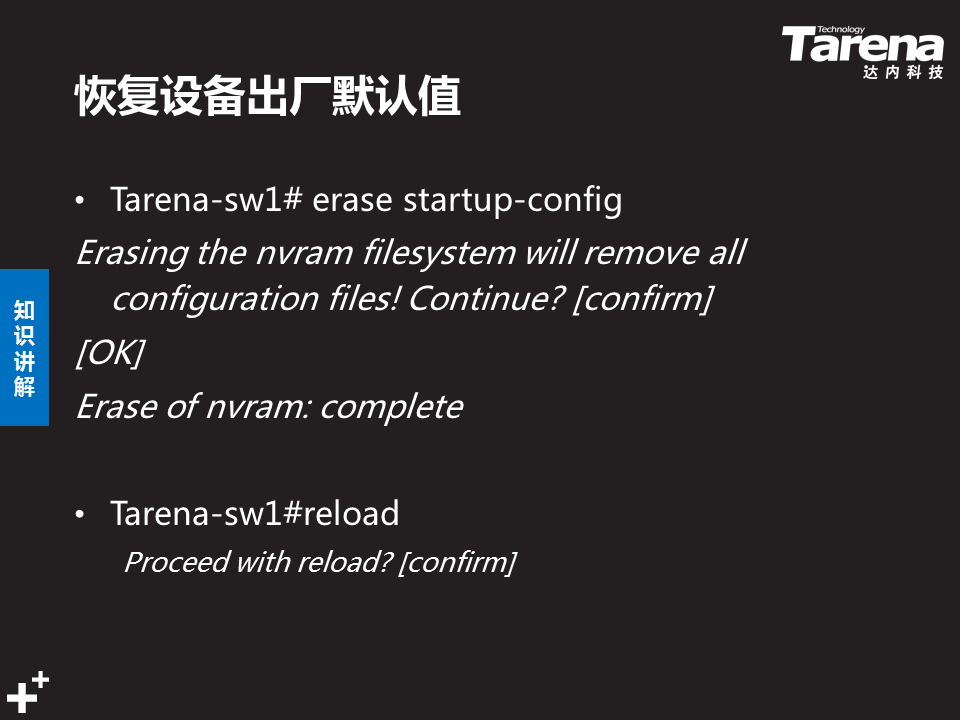 Technology
Tarena
达内科技
恢复设备出厂默认值
• Tarena-sw1# erase startup-config
Erasing the nvram filesystem will remove all
configuration files! Continue? [confirm]
[OK]
Erase of nvram: complete
知
识
讲
解
• Tarena-sw1#reload
Proceed with reload? [confirm]